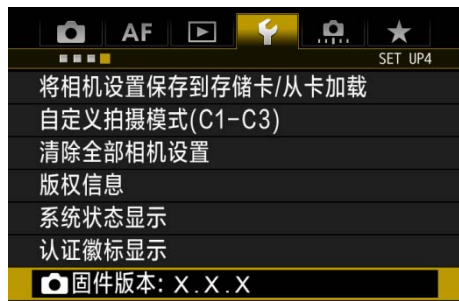 AF
SET UP4
将相机设置保存到存储卡/从卡加载
自定义拍摄模式(C1-C3)
清除全部相机设置
版权信息
系统状态显示
认证徽标显示
固件版本: X.X.X